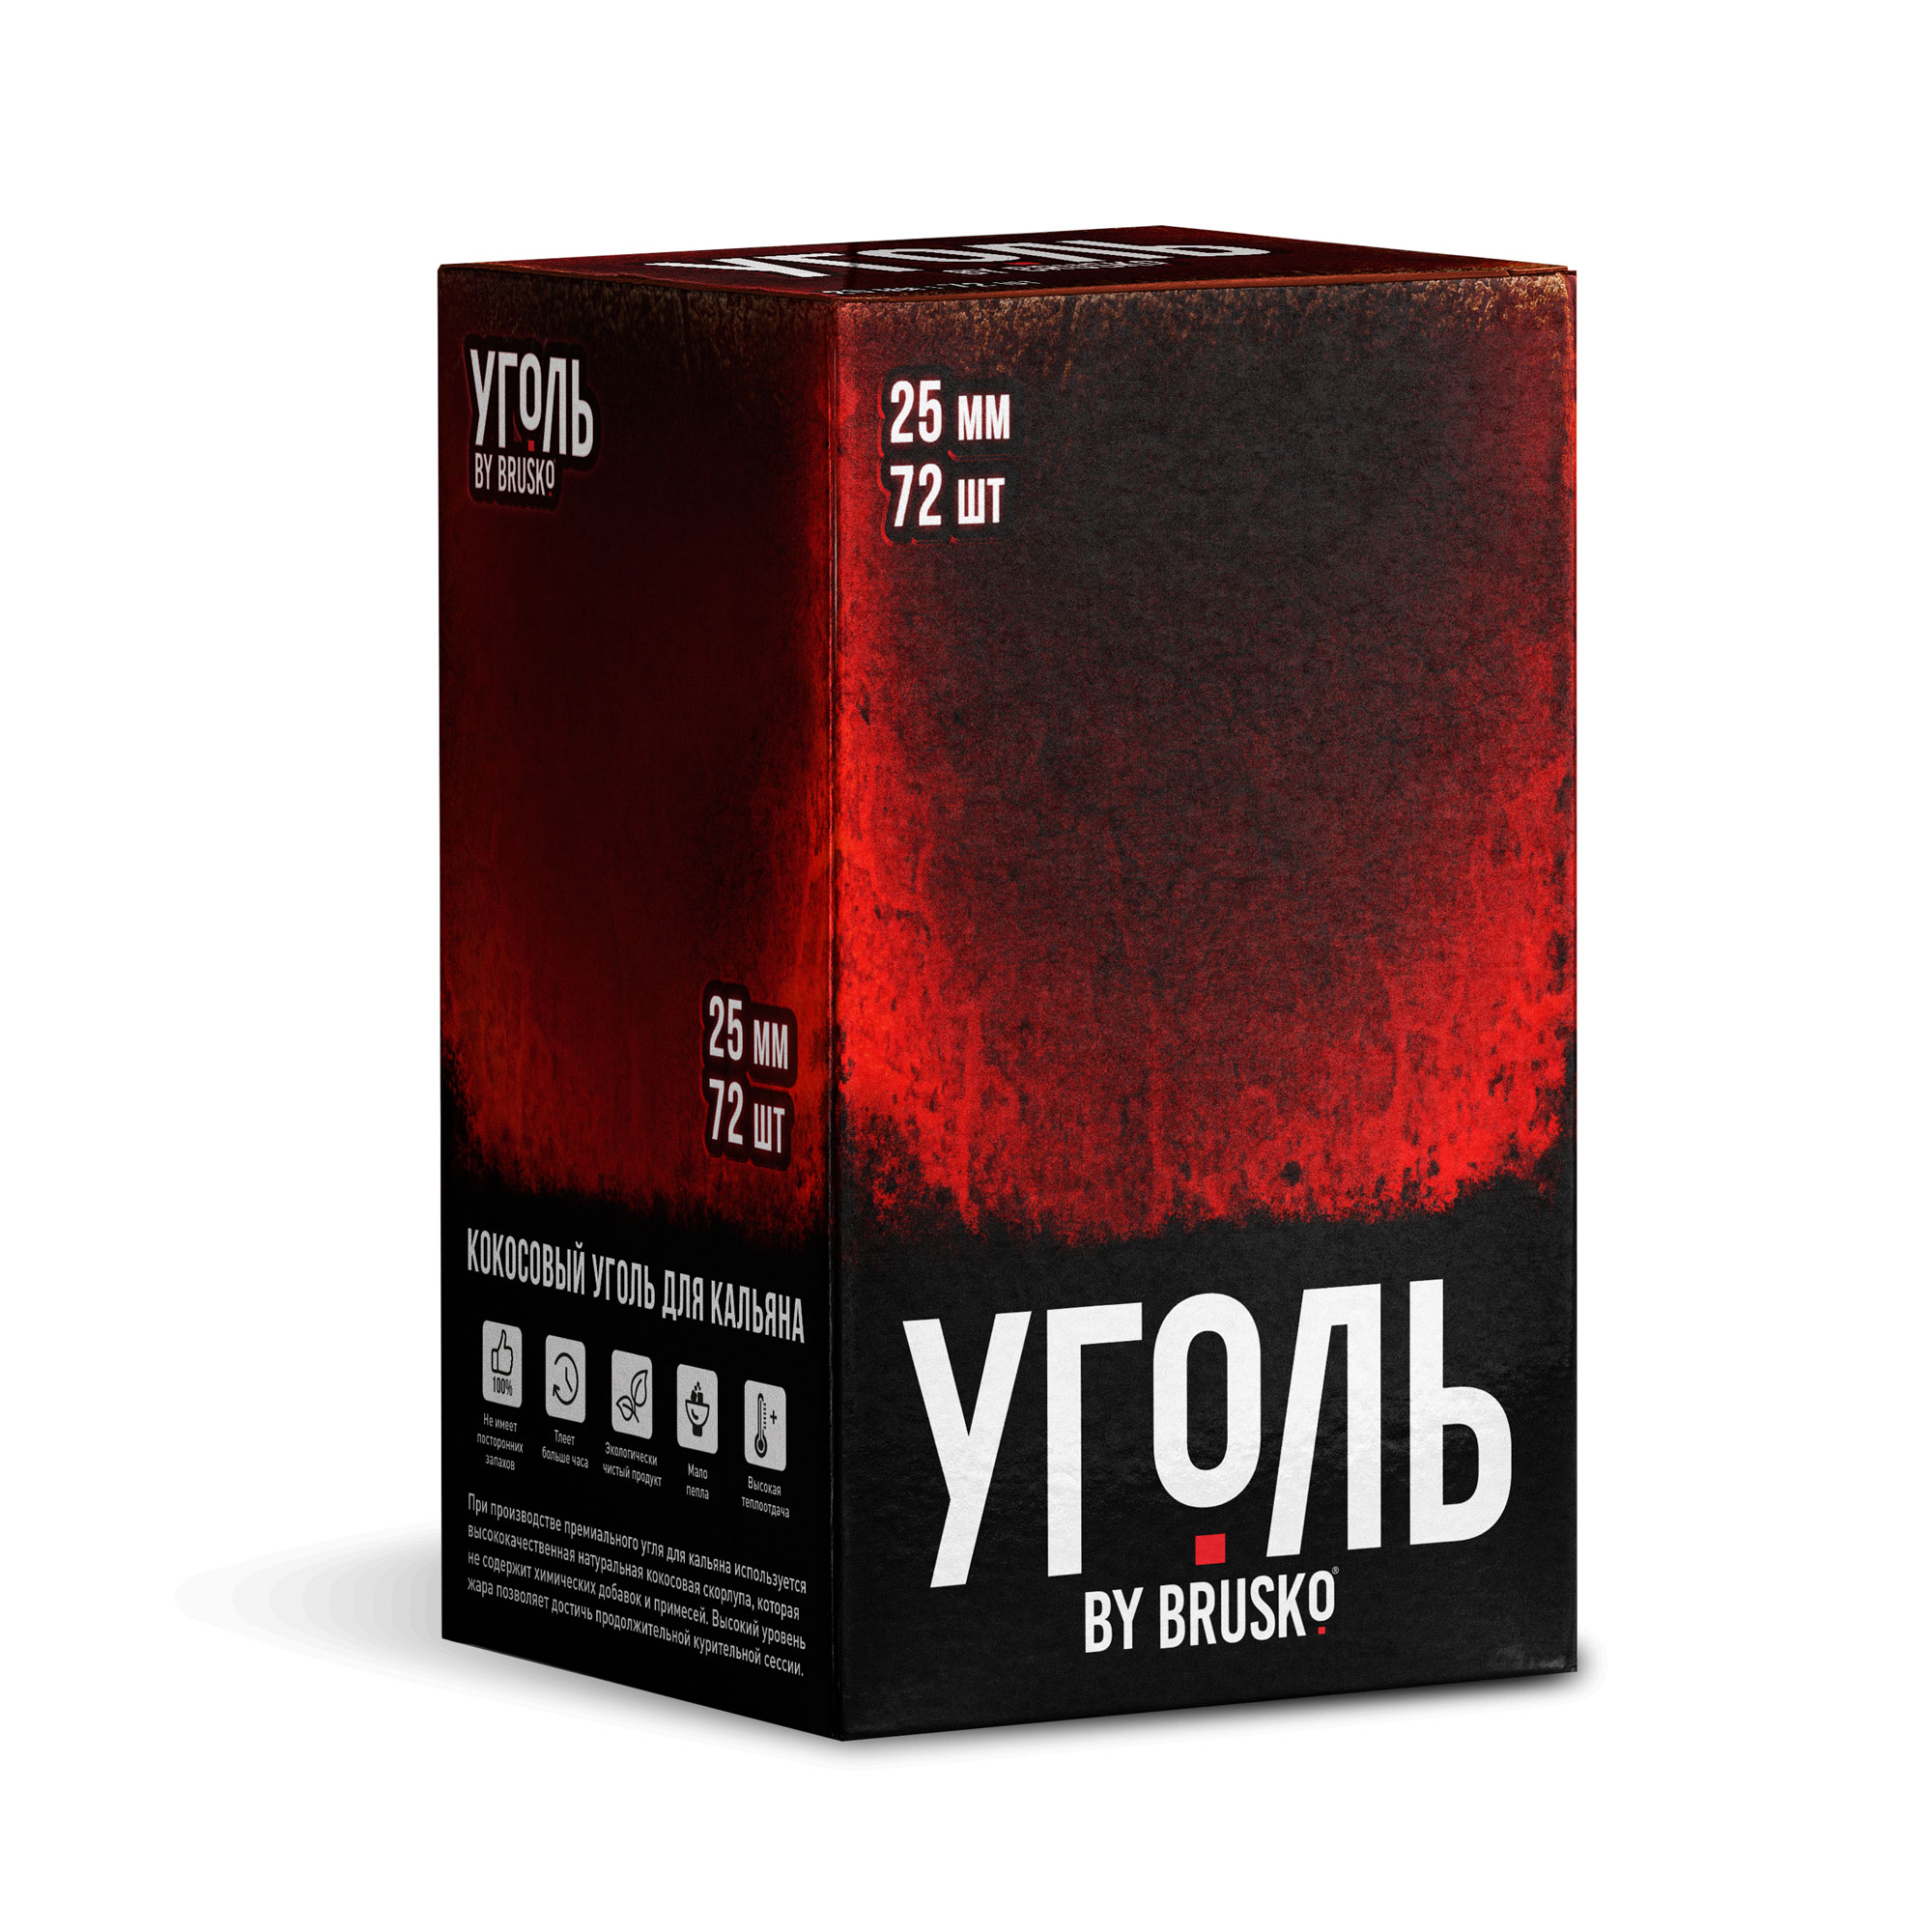 УГОЛЬ
BY BRUSKO
УГОЛЬ
BY BRUSKO
25 мм
72 шт
КОКОСОВЫЙ УГОЛЬ ДЛЯ КАЛЬЯНА
100%
Не имеет
посторонних
запахов
Тлеет
больше часа
Экологически
чистый продукт
Мало
пепла
+
Высокая
теплоотдача
При производстве премиального угля для кальяна используется
высококачественная натуральная кокосовая скорлупа, которая
не содержит химических добавок и примесей. Высокий уровень
жара позволяет достичь продолжительной курительной сессии.
25 мм
72 шт
УГОЛЬ
BY BRUSKO®